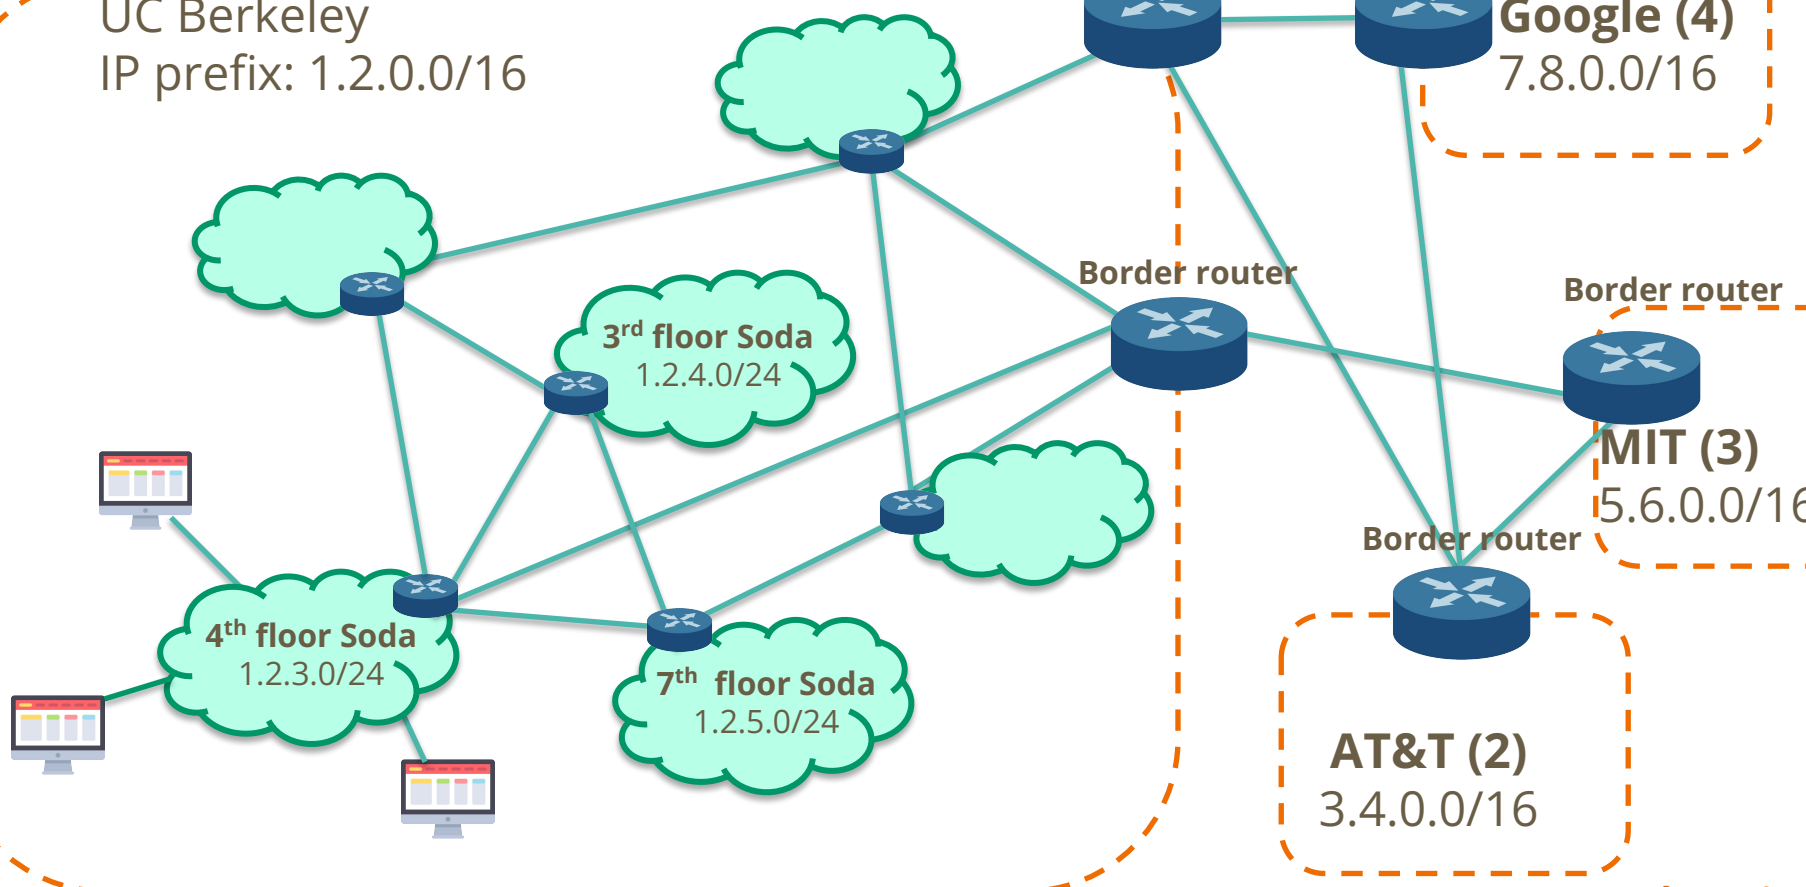 UC Berkeley
IP prefix: 1.2.0.0/16
Google (4)
7.8.0.0/16
Border router
Border router
3rd floor Soda
1.2.4.0/24
MIT (3)
5.6.0.0/16
Border router
4th floor Soda
1.2.3.0/24
7th floor Soda
1.2.5.0/24
AT&T (2)
3.4.0.0/16